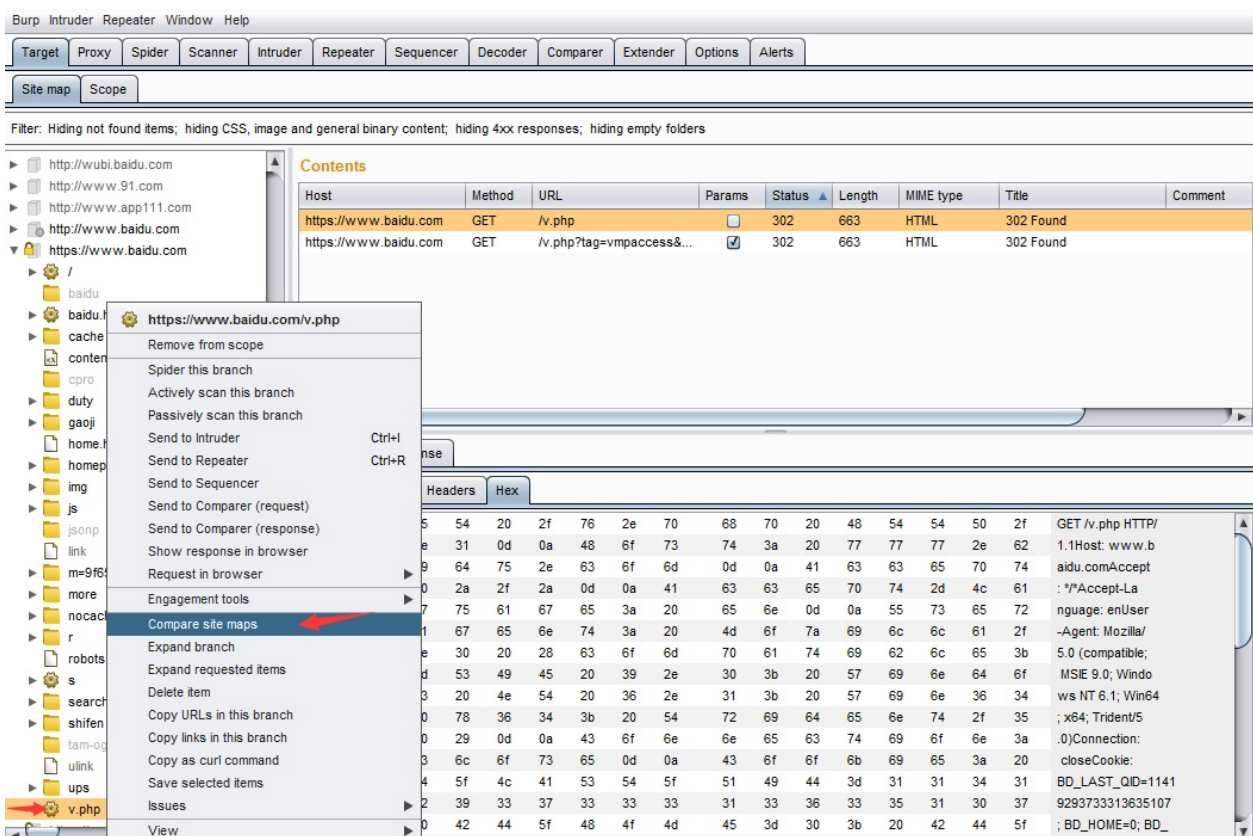 Burp Intruder Repeater Window Help
Target Proxy Spider Scanner Intruder Repeater Sequencer Decoder Comparer Extender Options Alerts
Site map Scope
Filter: Hiding not found items; hiding CSS, image and general binary content; hiding 4xx responses; hiding empty folders
http://wubi.baidu.com
http://www.91.com
http://www.app111.com
http://www.baidu.com
https://www.baidu.com
/
baidu
baidu.h
cache
conten
cpro
duty
gaoji
home.h
homep
img
js
jsonp
link
m=9f65
more
nocach
r
robots
s
search
shifen
tam-og
ulink
ups
v.php
Contents
Host Method URL Params Status Length MIME type Title Comment
https://www.baidu.com GET /v.php 302 663 HTML 302 Found
https://www.baidu.com GET /v.php?tag=vmpaccess&... 302 663 HTML 302 Found
https://www.baidu.com/v.php
Remove from scope
Spider this branch
Actively scan this branch
Passively scan this branch
Send to Intruder Ctrl+I
Send to Repeater Ctrl+R
Send to Sequencer
Send to Comparer (request)
Send to Comparer (response)
Show response in browser
Request in browser
Engagement tools
Compare site maps
Expand branch
Expand requested items
Delete item
Copy URLs in this branch
Copy links in this branch
Copy as curl command
Save selected items
Issues
View
nse
Headers Hex
5 54 20 2f 76 2e 70 68 70 20 48 54 54 50 2f GET /v.php HTTP/
e 31 0d 0a 48 6f 73 74 3a 20 77 77 77 2e 62 1.1Host: www.b
9 64 75 2e 63 6f 6d 0d 0a 41 63 63 65 70 74 aidu.comAccept
0 2a 2f 2a 0d 0a 41 63 63 65 70 74 2d 4c 61 : */*Accept-La
7 75 61 67 65 3a 20 65 6e 0d 0a 55 73 65 72 nguage: enUser
1 67 65 6e 74 3a 20 4d 6f 7a 69 6c 6c 61 2f -Agent: Mozilla/
e 30 20 28 63 6f 6d 70 61 74 69 62 6c 65 3b 5.0 (compatible;
d 53 49 45 20 39 2e 30 3b 20 57 69 6e 64 6f MSIE 9.0; Windo
3 20 4e 54 20 36 2e 31 3b 20 57 69 6e 36 34 ws NT 6.1; Win64
0 78 36 34 3b 20 54 72 69 64 65 6e 74 2f 35 ; x64; Trident/5
0 29 0d 0a 43 6f 6e 6e 65 63 74 69 6f 6e 3a .0)Connection:
3 6c 6f 73 65 0d 0a 43 6f 6f 6b 69 65 3a 20 closeCookie:
4 5f 4c 41 53 54 5f 51 49 44 3d 31 31 34 31 BD_LAST_QID=1141
2 39 33 37 33 33 33 31 33 36 33 35 31 30 37 9293733313635107
0 42 44 5f 48 4f 4d 45 3d 30 3b 20 42 44 5f ; BD_HOME=0; BD_